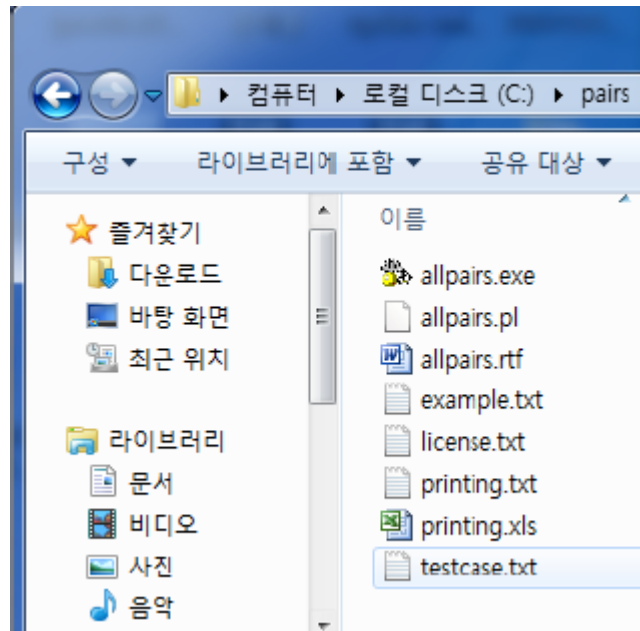 컴퓨터 ▸ 로컬 디스크 (C:) ▸ pairs
구성 ▼ 라이브러리에 포함 ▼ 공유 대상 ▼
즐겨찾기
다운로드
바탕 화면
최근 위치
라이브러리
문서
비디오
사진
음악
이름
allpairs.exe
allpairs.pl
allpairs.rtf
example.txt
license.txt
printing.txt
printing.xls
testcase.txt